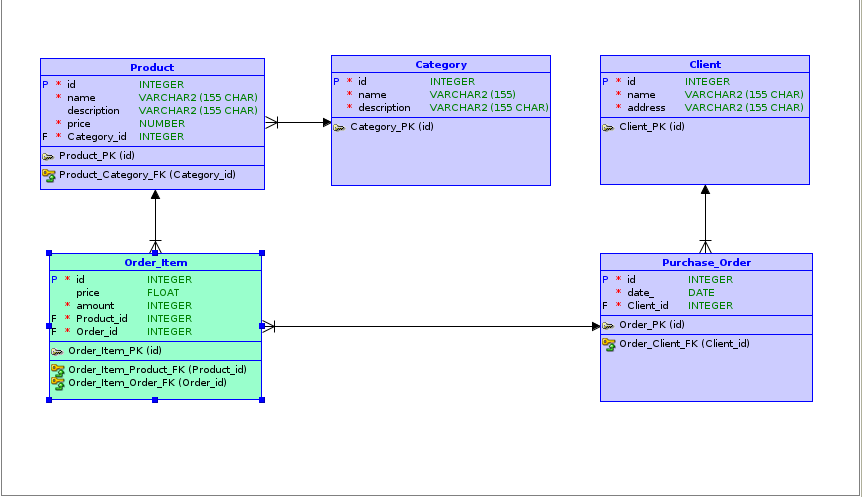 Product
P * id INTEGER
* name VARCHAR2 (155 CHAR)
description VARCHAR2 (155 CHAR)
* price NUMBER
F * Category_id INTEGER
Product_PK (id)
Product_Category_FK (Category_id)
Category
P * id INTEGER
* name VARCHAR2 (155)
* description VARCHAR2 (155 CHAR)
Category_PK (id)
Client
P * id INTEGER
* name VARCHAR2 (155 CHAR)
* address VARCHAR2 (155 CHAR)
Client_PK (id)
Order_Item
P * id INTEGER
price FLOAT
* amount INTEGER
F * Product_id INTEGER
F * Order_id INTEGER
Order_Item_PK (id)
Order_Item_Product_FK (Product_id)
Order_Item_Order_FK (Order_id)
Purchase_Order
P * id INTEGER
* date_ DATE
F * Client_id INTEGER
Order_PK (id)
Order_Client_FK (Client_id)